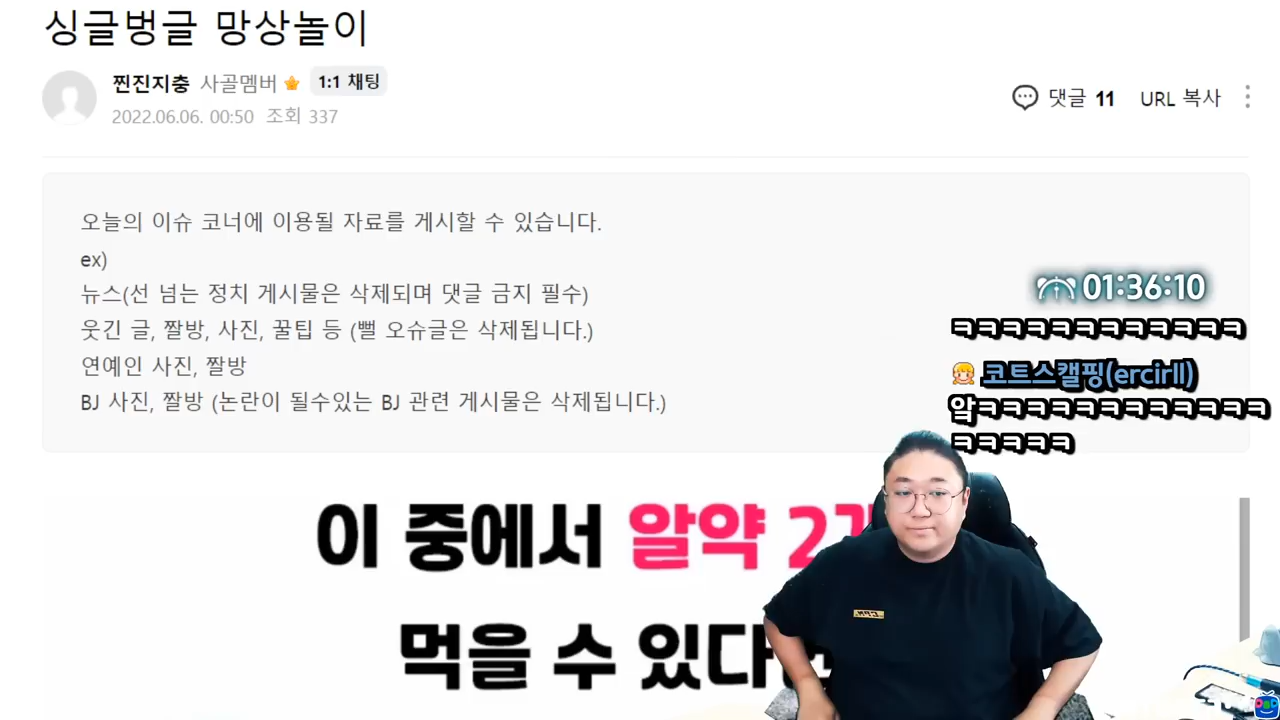 싱글벙글 망상놀이
찐진지충 사골멤버 1:1 채팅
2022.06.06. 00:50 조회 337
댓글 11 URL 복사
오늘의 이슈 코너에 이용될 자료를 게시할 수 있습니다.
ex)
뉴스(선 넘는 정치 게시물은 삭제되며 댓글 금지 필수)
웃긴 글, 짤방, 사진, 꿀팁 등 (뻘 오슈글은 삭제됩니다.)
연예인 사진, 짤방
BJ 사진, 짤방 (논란이 될수있는 BJ 관련 게시물은 삭제됩니다.)
01:36:10
ㅋㅋㅋㅋㅋㅋㅋㅋㅋㅋㅋㅋ
코트스캘핑(ercirll)
앜ㅋㅋㅋㅋㅋㅋㅋㅋㅋㅋㅋㅋ
ㅋㅋㅋㅋㅋ
이 중에서 알약 2개
먹을 수 있다